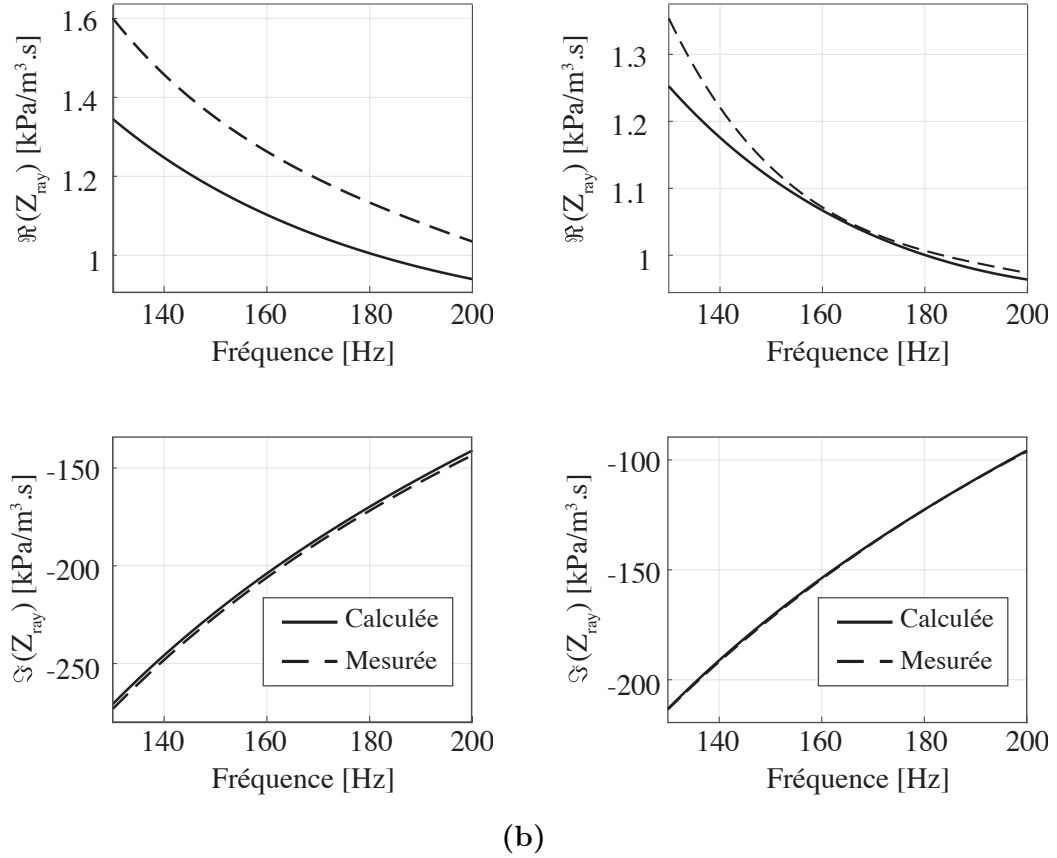 1.6
1.4
1.2
1
ℜ(Z_ray) [kPa/m³.s]
140 160 180 200
Fréquence [Hz]
1.3
1.2
1.1
1
ℜ(Z_ray) [kPa/m³.s]
140 160 180 200
Fréquence [Hz]
-150
-200
-250
ℑ(Z_ray) [kPa/m³.s]
Calculée
Mesurée
140 160 180 200
Fréquence [Hz]
-100
-150
-200
ℑ(Z_ray) [kPa/m³.s]
Calculée
Mesurée
140 160 180 200
Fréquence [Hz]
(b)